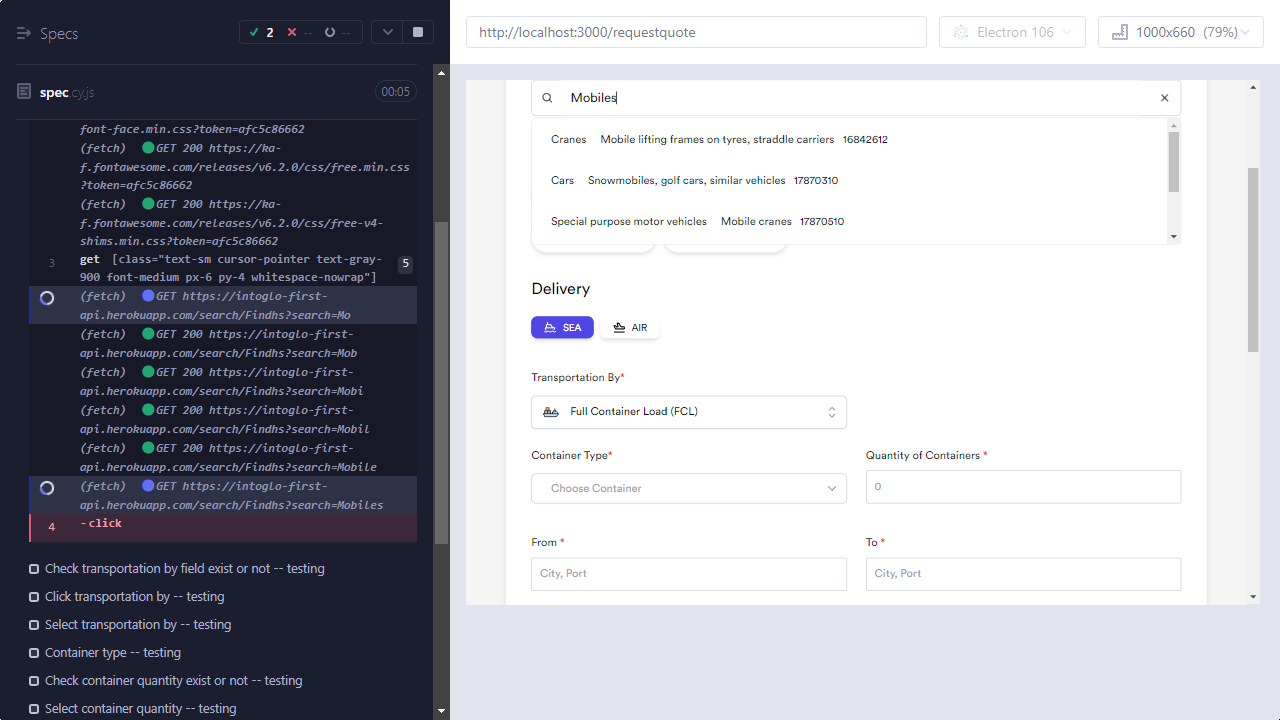 Specs
2
--
--
spec.cy.js
00:05
font-face.min.css?token=afc5c86662
(fetch) GET 200 https://ka-
f.fontawesome.com/releases/v6.2.0/css/free.min.css
?token=afc5c86662
(fetch) GET 200 https://ka-
f.fontawesome.com/releases/v6.2.0/css/free-v4-
shims.min.css?token=afc5c86662
3 get [class="text-sm cursor-pointer text-gray- 5
900 font-medium px-6 py-4 whitespace-nowrap"]
(fetch) GET https://intoglo-first-
api.herokuapp.com/search/Findhs?search=Mo
(fetch) GET 200 https://intoglo-first-
api.herokuapp.com/search/Findhs?search=Mob
(fetch) GET 200 https://intoglo-first-
api.herokuapp.com/search/Findhs?search=Mobi
(fetch) GET 200 https://intoglo-first-
api.herokuapp.com/search/Findhs?search=Mobil
(fetch) GET 200 https://intoglo-first-
api.herokuapp.com/search/Findhs?search=Mobile
(fetch) GET https://intoglo-first-
api.herokuapp.com/search/Findhs?search=Mobiles
4 -click
Check transportation by field exist or not -- testing
Click transportation by -- testing
Select transportation by -- testing
Container type -- testing
Check container quantity exist or not -- testing
Select container quantity -- testing
http://localhost:3000/requestquote
Electron 106
1000x660 (79%)
Mobiles
Cranes Mobile lifting frames on tyres, straddle carriers 16842612
Cars Snowmobiles, golf cars, similar vehicles 17870310
Special purpose motor vehicles Mobile cranes 17870510
Delivery
SEA
AIR
Transportation By*
Full Container Load (FCL)
Container Type*
Quantity of Containers *
Choose Container
0
From *
To *
City, Port
City, Port